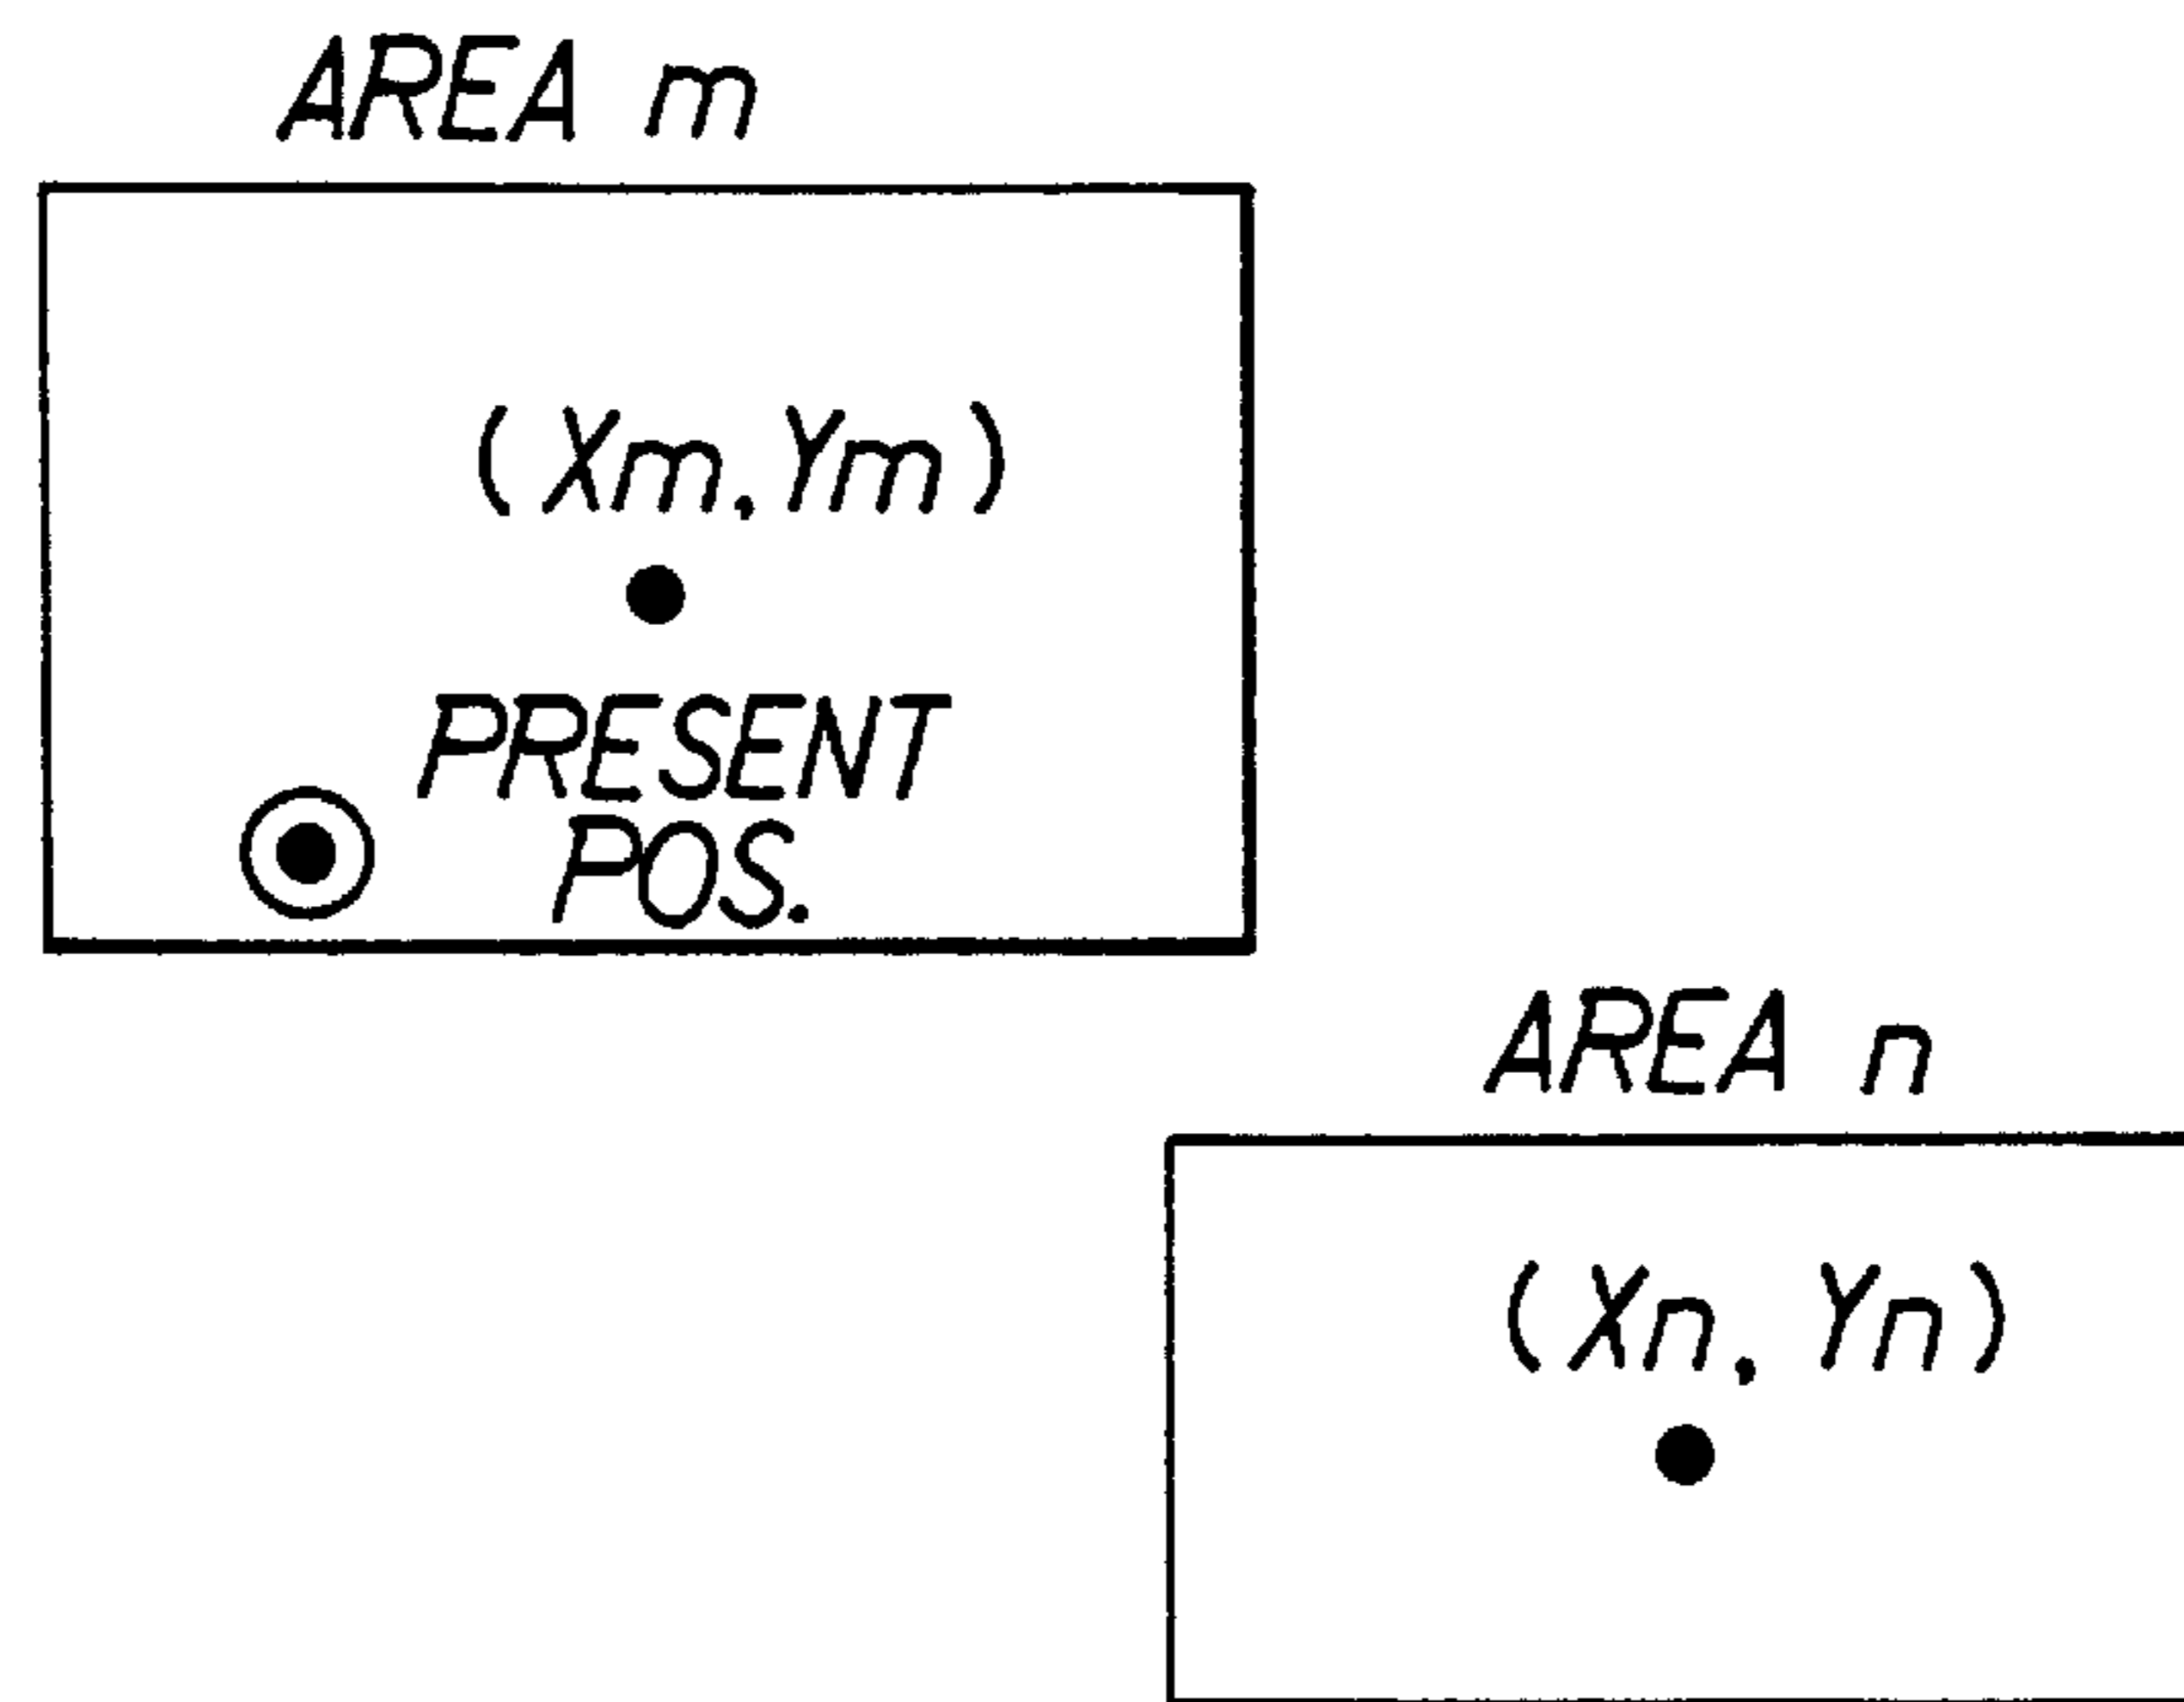 AREA m
(Xm,Ym)
PRESENT
POS.
AREA n
(Xn, Yn)